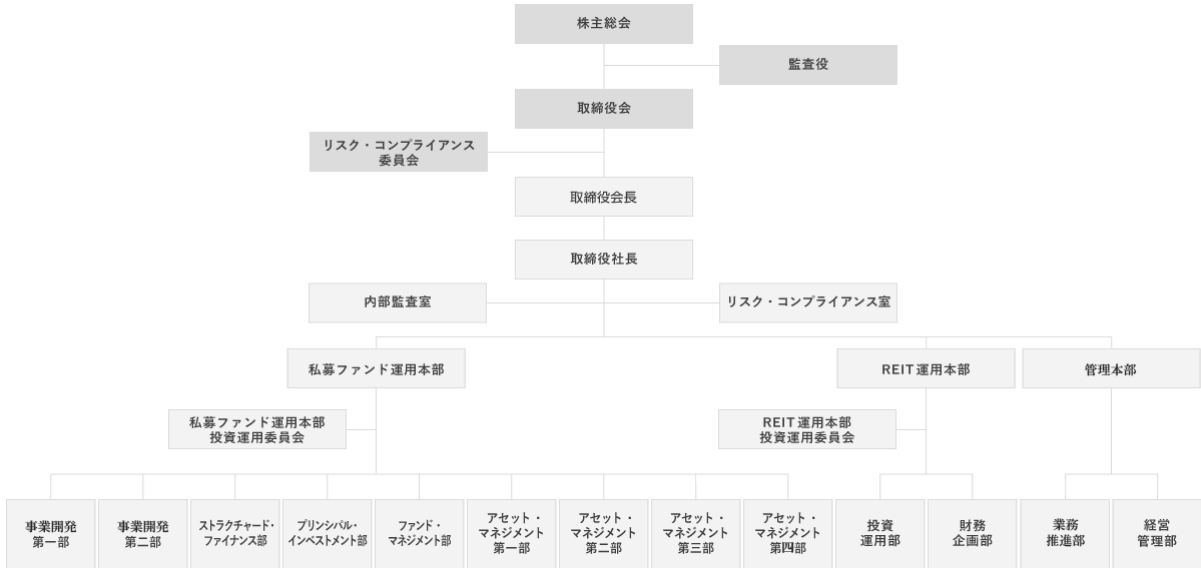 株主総会
監査役
取締役会
リスク・コンプライアンス
委員会
取締役会長
取締役社長
内部監査室
リスク・コンプライアンス室
私募ファンド運用本部
REIT運用本部
管理本部
私募ファンド運用本部
投資運用委員会
REIT運用本部
投資運用委員会
事業開発
第一部
事業開発
第二部
ストラクチャード・
ファイナンス部
プリンシパル・
インベストメント部
ファンド・
マネジメント部
アセット・
マネジメント
第一部
アセット・
マネジメント
第二部
アセット・
マネジメント
第三部
アセット・
マネジメント
第四部
投資
運用部
財務
企画部
業務
推進部
経営
管理部